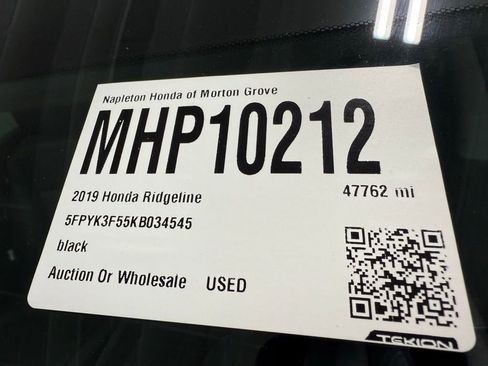 Napleton Honda of Morton Grove
MHP10212
2019 Honda Ridgeline 47762 mi
5FPYK3F55KB034545
black
Auction Or Wholesale USED
TEKION